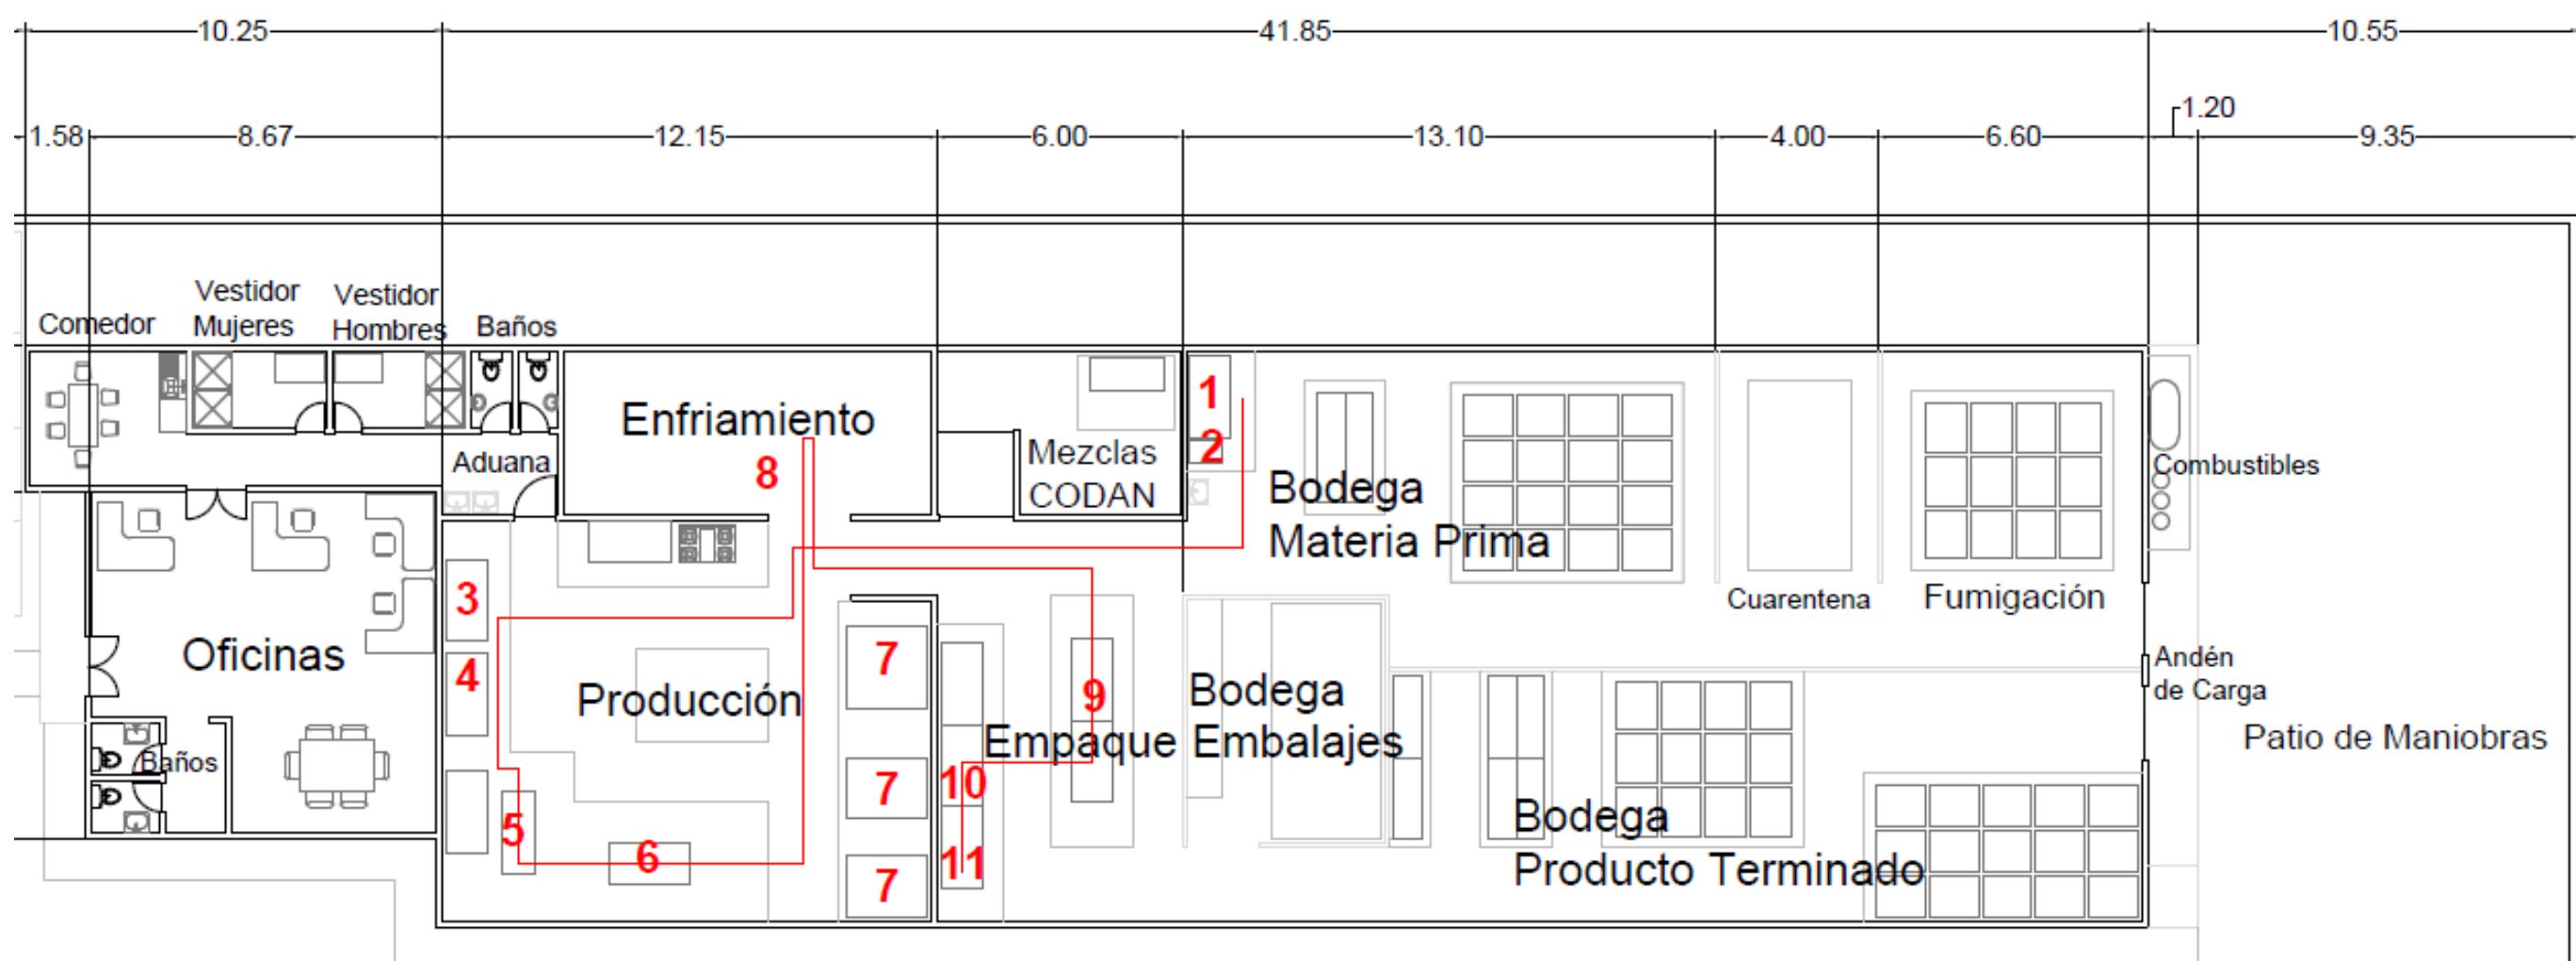 10.25
41.85
10.55
1.20
1.58
8.67
12.15
6.00
13.10
4.00
6.60
9.35
Vestidor
Mujeres
Vestidor
Hombres
Comedor
Baños
Enfriamiento
1
2
Aduana
8
Mezclas
CODAN
Bodega
Materia Prima
Combustibles
3
Cuarentena
Fumigación
Oficinas
4
Producción
7
9
Bodega
Embalajes
Empaque
Andén
de Carga
Patio de Maniobras
Baños
7
10
5
6
7
11
Bodega
Producto Terminado